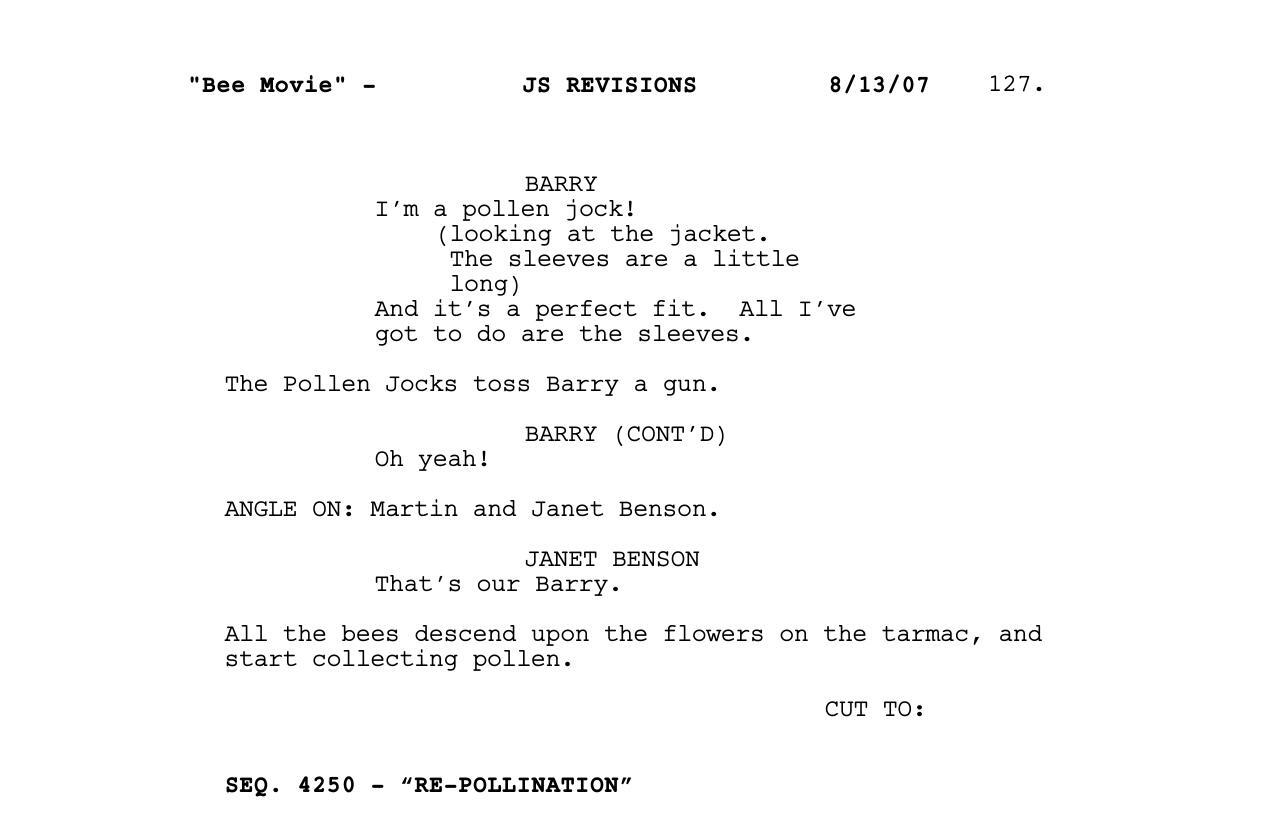 "Bee Movie" - JS REVISIONS 8/13/07 127.
BARRY
I’m a pollen jock!
(looking at the jacket.
The sleeves are a little
long)
And it’s a perfect fit.  All I’ve
got to do are the sleeves.
The Pollen Jocks toss Barry a gun.
BARRY (CONT’D)
Oh yeah!
ANGLE ON: Martin and Janet Benson.
JANET BENSON
That’s our Barry.
All the bees descend upon the flowers on the tarmac, and
start collecting pollen.
CUT TO:
SEQ. 4250 - “RE-POLLINATION”